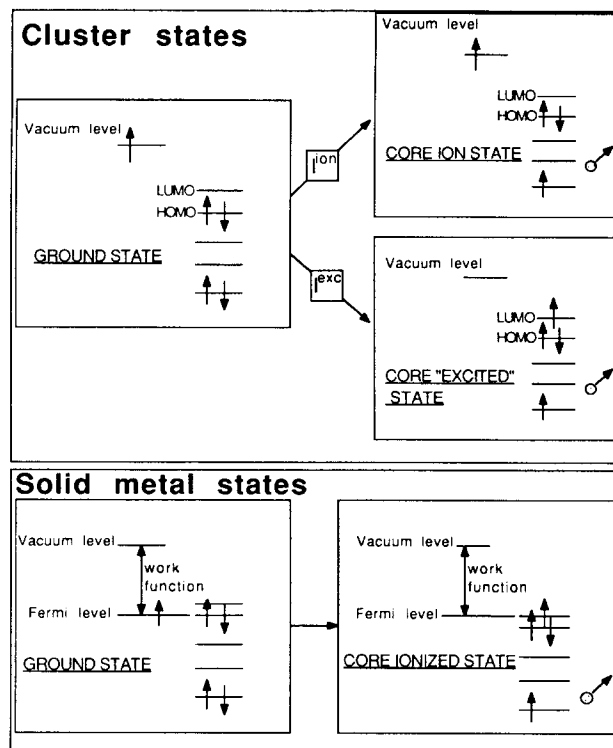 Cluster states
Vacuum level
LUMO
HOMO
GROUND STATE
I^ion
I^exc
Vacuum level
LUMO
HOMO
CORE ION STATE
Vacuum level
LUMO
HOMO
CORE "EXCITED"
STATE
Solid metal states
Vacuum level
work
function
Fermi level
GROUND STATE
Vacuum level
work
function
Fermi level
CORE IONIZED STATE